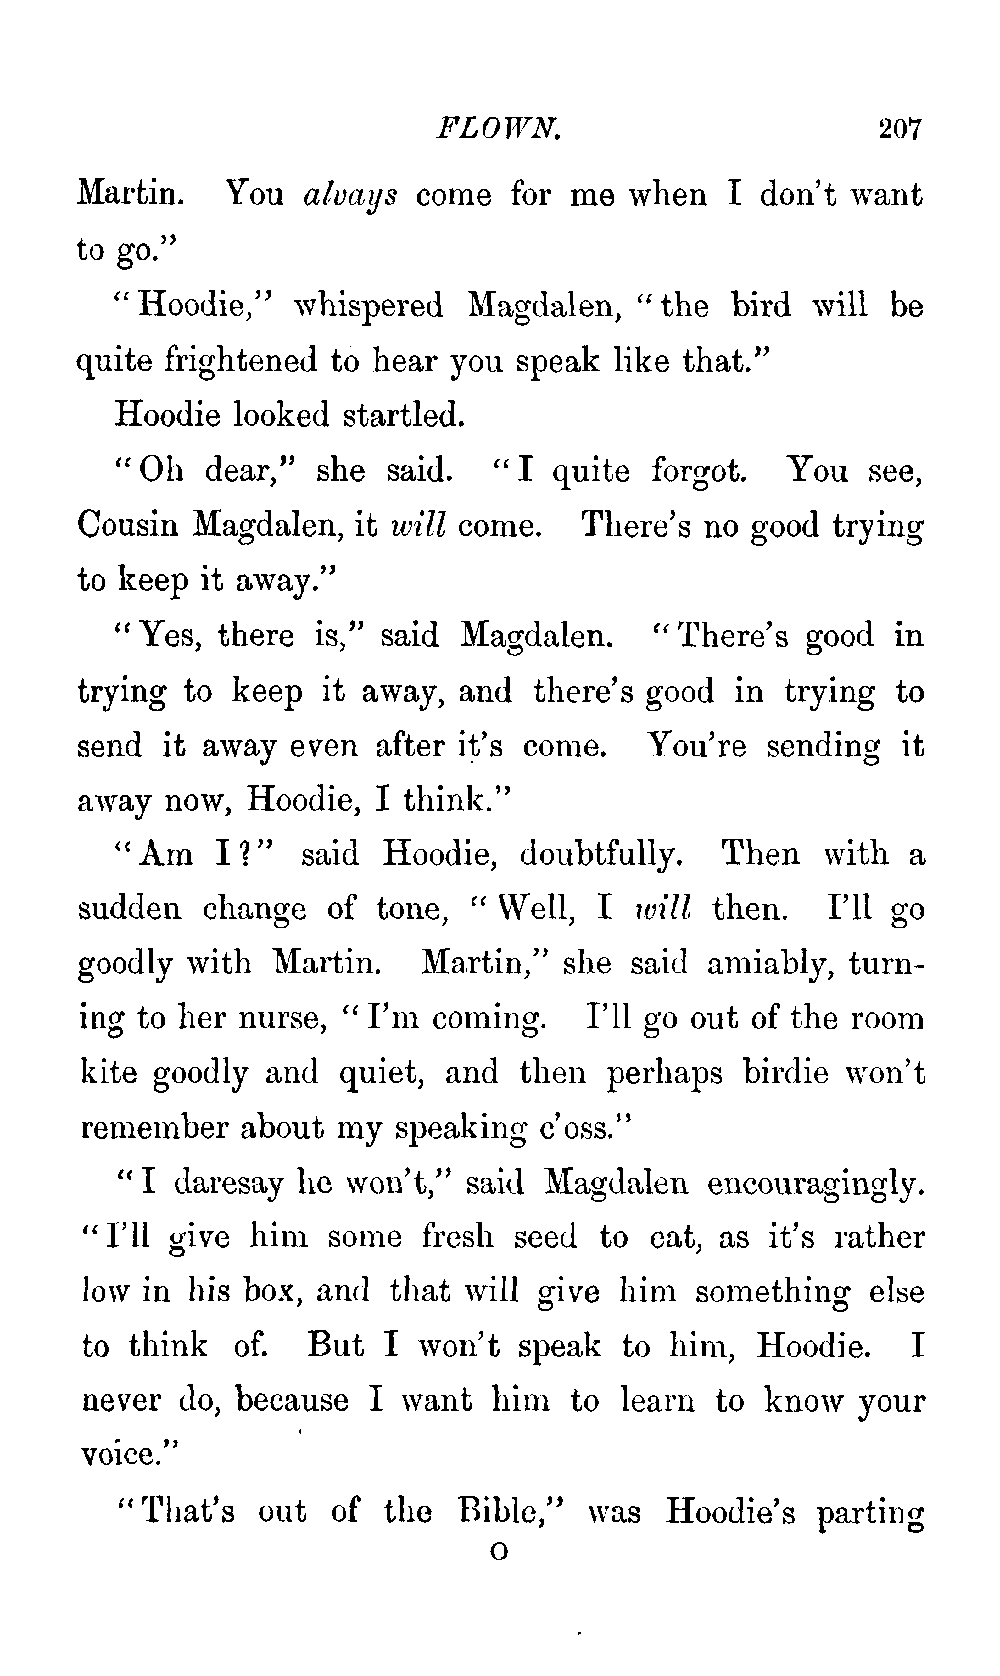 FLOWN. 207
Martin. You alvays come for me when I don't want
to go."
"Hoodie," whispered Magdalen, "the bird will be
quite frightened to hear you speak like that."
Hoodie looked startled.
"Oh dear," she said. "I quite forgot. You see,
Cousin Magdalen, it will come. There's no good trying
to keep it away."
"Yes, there is," said Magdalen. "There's good in
trying to keep it away, and there's good in trying to
send it away even after it's come. You're sending it
away now, Hoodie, I think."
"Am I?" said Hoodie, doubtfully. Then with a
sudden change of tone, "Well, I will then. I'll go
goodly with Martin. Martin," she said amiably, turn-
ing to her nurse, "I'm coming. I'll go out of the room
kite goodly and quiet, and then perhaps birdie won't
remember about my speaking c'oss."
"I daresay he won't," said Magdalen encouragingly.
"I'll give him some fresh seed to eat, as it's rather
low in his box, and that will give him something else
to think of. But I won't speak to him, Hoodie. I
never do, because I want him to learn to know your
voice."
"That's out of the Bible," was Hoodie's parting
O